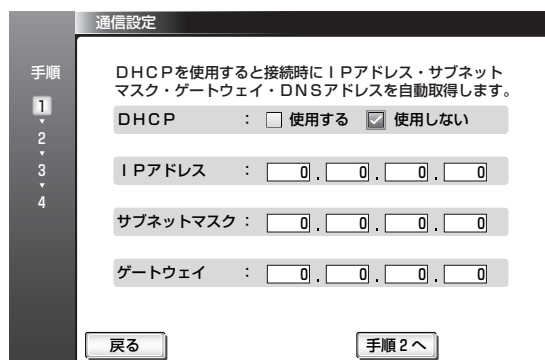 通信設定
手順
1
2
3
4
DHCPを使用すると接続時にIPアドレス・サブネット
マスク・ゲートウェイ・DNSアドレスを自動取得します。
DHCP : 使用する 使用しない
IPアドレス : 0 . 0 . 0 . 0
サブネットマスク : 0 . 0 . 0 . 0
ゲートウェイ : 0 . 0 . 0 . 0
戻る 手順2へ